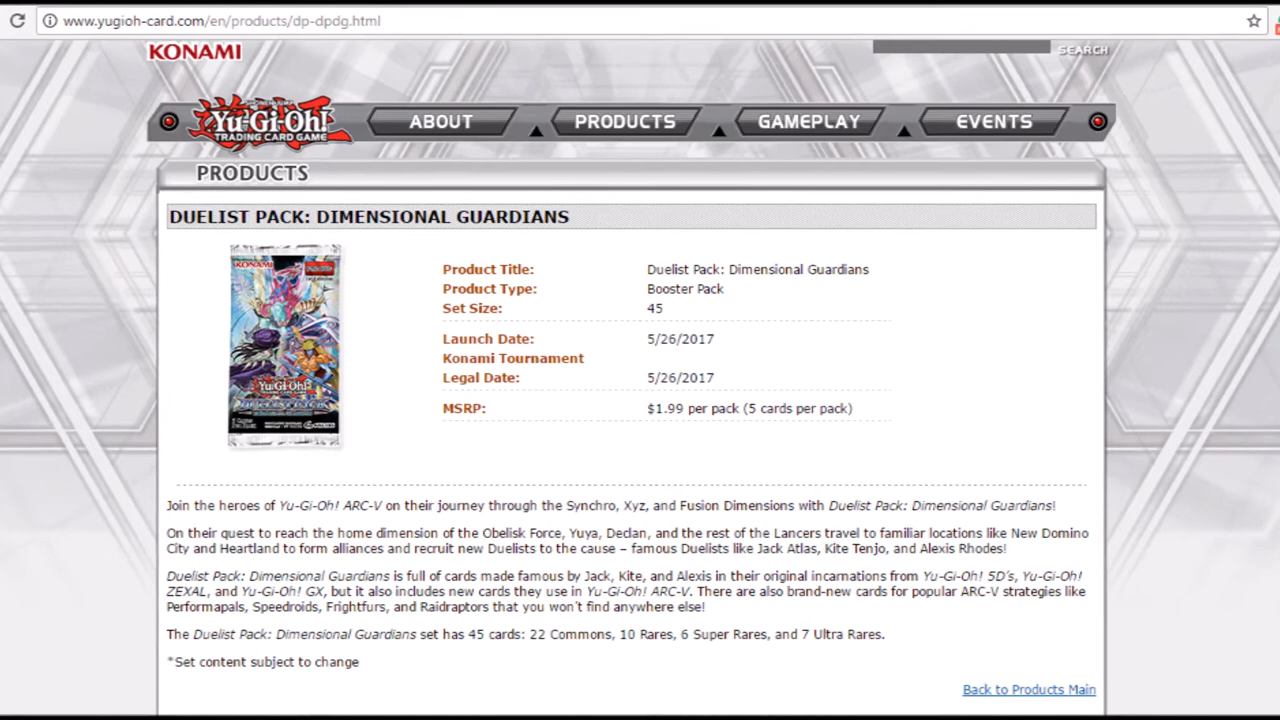 www.yugioh-card.com/en/products/dp-dpdg.html
KONAMI
SEARCH
Yu-Gi-Oh!
TRADING CARD GAME
ABOUT
PRODUCTS
GAMEPLAY
EVENTS
PRODUCTS
DUELIST PACK: DIMENSIONAL GUARDIANS
KONAMI
Yu-Gi-Oh!
Product Title: Duelist Pack: Dimensional Guardians
Product Type: Booster Pack
Set Size: 45
Launch Date: 5/26/2017
Konami Tournament
Legal Date: 5/26/2017
MSRP: $1.99 per pack (5 cards per pack)
Join the heroes of Yu-Gi-Oh! ARC-V on their journey through the Synchro, Xyz, and Fusion Dimensions with Duelist Pack: Dimensional Guardians!
On their quest to reach the home dimension of the Obelisk Force, Yuya, Declan, and the rest of the Lancers travel to familiar locations like New Domino
City and Heartland to form alliances and recruit new Duelists to the cause – famous Duelists like Jack Atlas, Kite Tenjo, and Alexis Rhodes!
Duelist Pack: Dimensional Guardians is full of cards made famous by Jack, Kite, and Alexis in their original incarnations from Yu-Gi-Oh! 5D's, Yu-Gi-Oh!
ZEXAL, and Yu-Gi-Oh! GX, but it also includes new cards they use in Yu-Gi-Oh! ARC-V. There are also brand-new cards for popular ARC-V strategies like
Performapals, Speedroids, Frightfurs, and Raidraptors that you won't find anywhere else!
The Duelist Pack: Dimensional Guardians set has 45 cards: 22 Commons, 10 Rares, 6 Super Rares, and 7 Ultra Rares.
*Set content subject to change
Back to Products Main